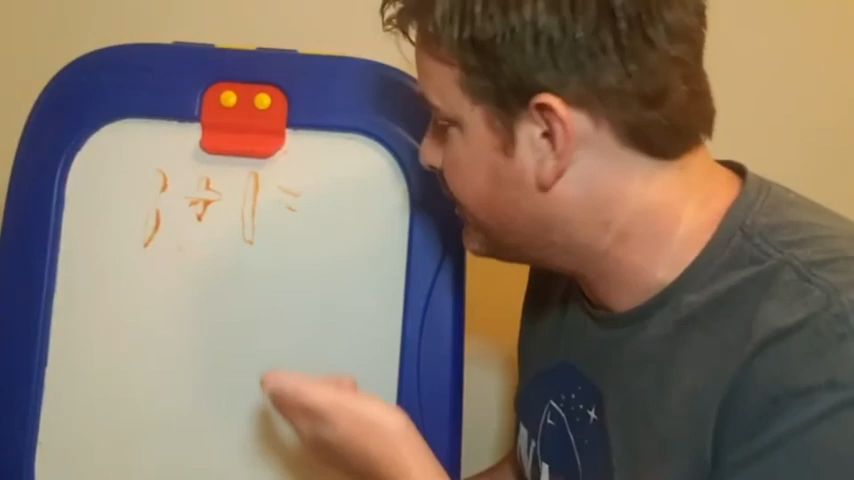 1 + 1 =